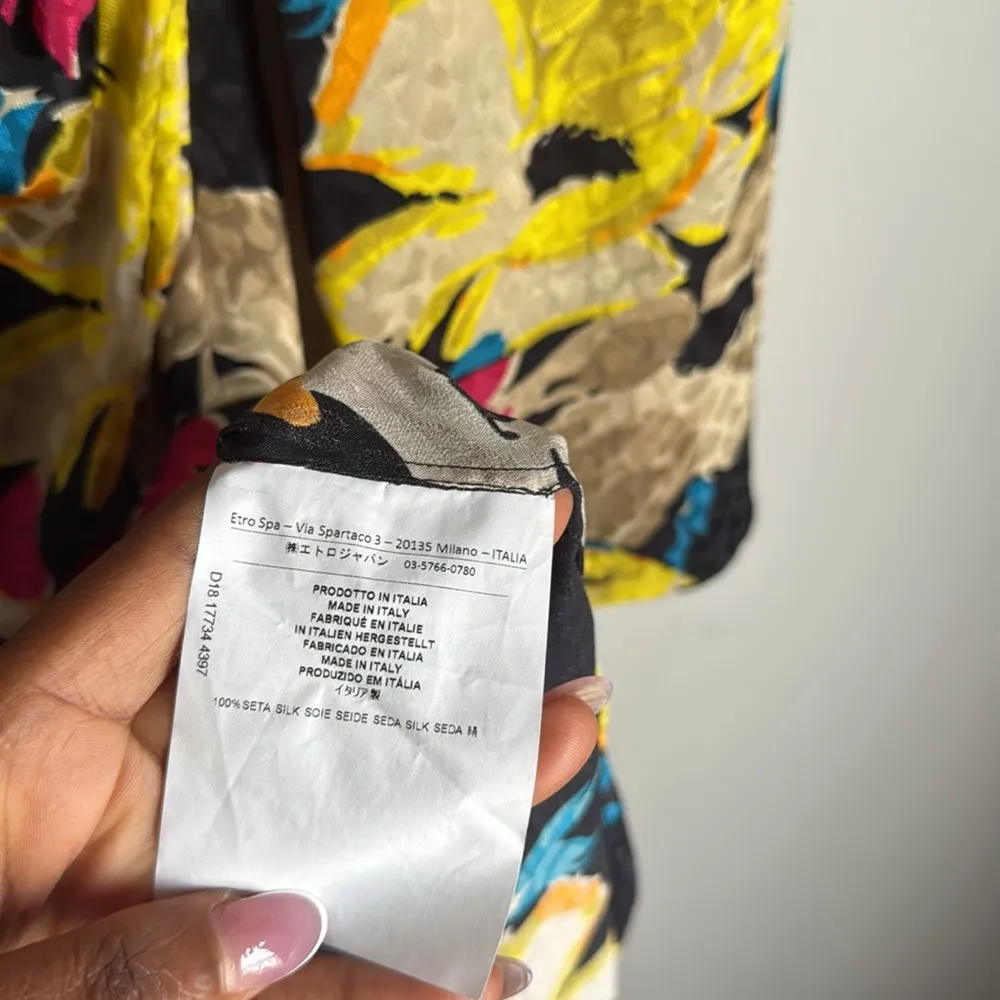 Etro Spa – Via Spartaco 3 – 20135 Milano – ITALIA
㈱エトロジャパン 03-5766-0780
PRODOTTO IN ITALIA
MADE IN ITALY
FABRIQUÉ EN ITALIE
IN ITALIEN HERGESTELLT
FABRICADO EN ITALIA
MADE IN ITALY
PRODUZIDO EM ITÁLIA
イタリア製
100% SETA SILK SOIE SEIDE SEDA SILK SEDA 絹
D18 17734 4397